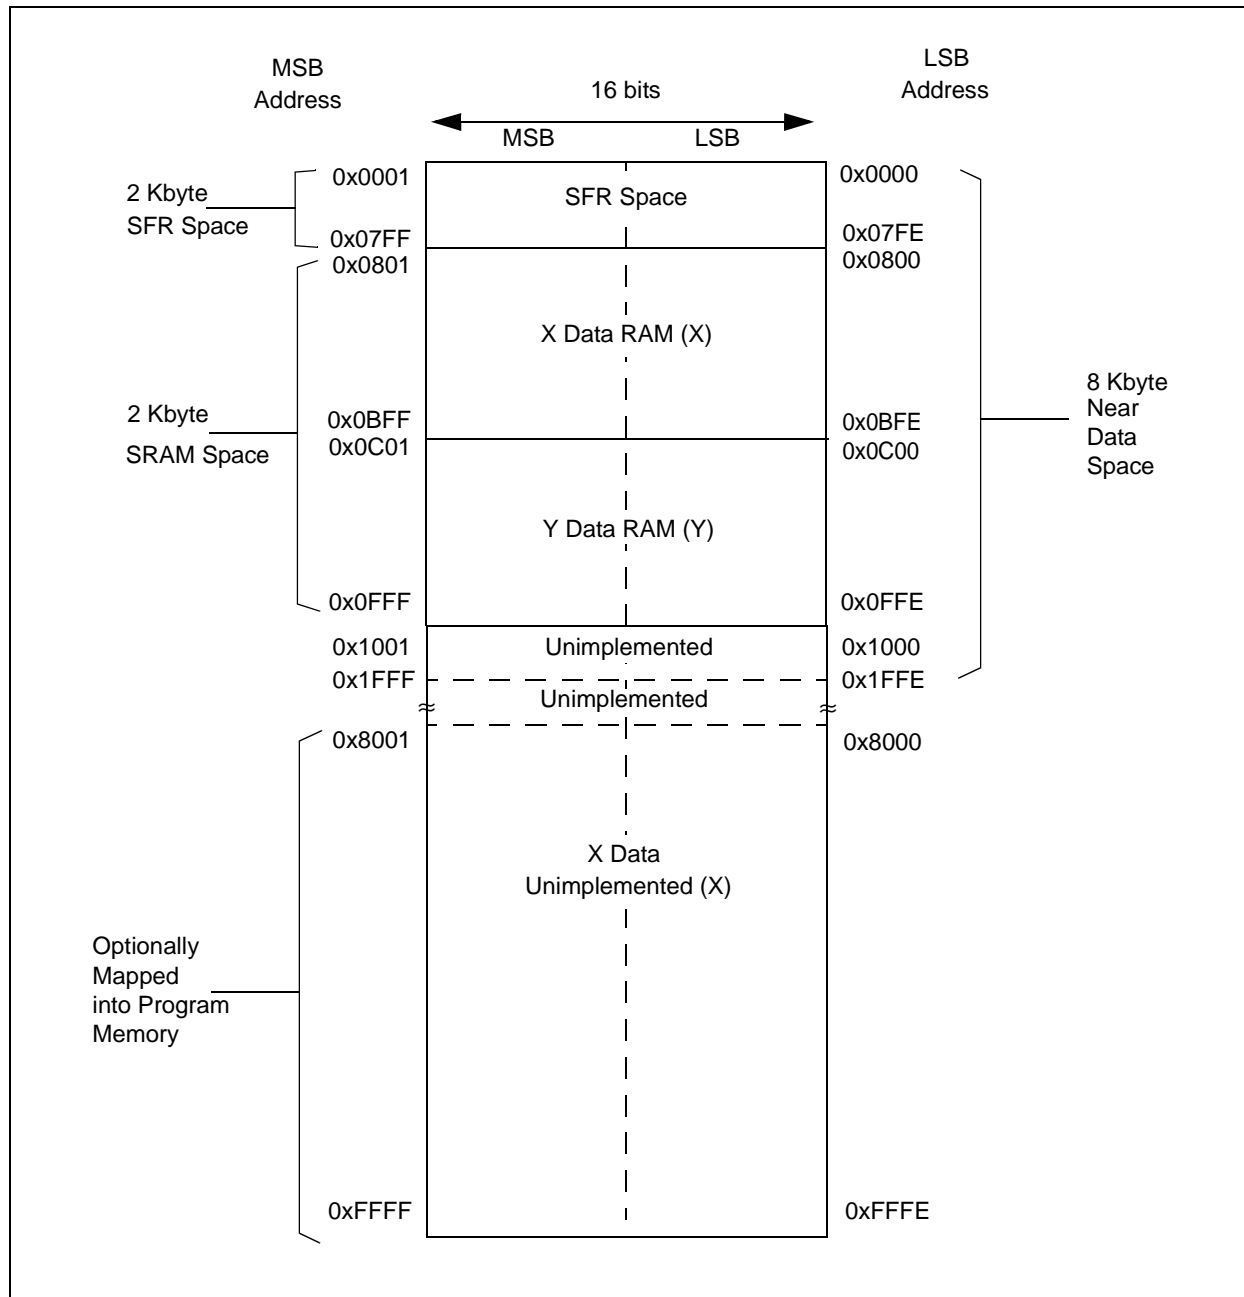 MSB
Address
LSB
Address
16 bits
MSB
LSB
0x0001
0x0000
2 Kbyte
SFR Space
SFR Space
0x07FF
0x07FE
0x0801
0x0800
X Data RAM (X)
2 Kbyte
SRAM Space
0x0BFF
0x0BFE
0x0C01
0x0C00
8 Kbyte
Near
Data
Space
Y Data RAM (Y)
0x0FFF
0x0FFE
0x1001
Unimplemented
0x1000
0x1FFF
0x1FFE
Unimplemented
≈
≈
0x8001
0x8000
X Data
Unimplemented (X)
Optionally
Mapped
into Program
Memory
0xFFFF
0xFFFE